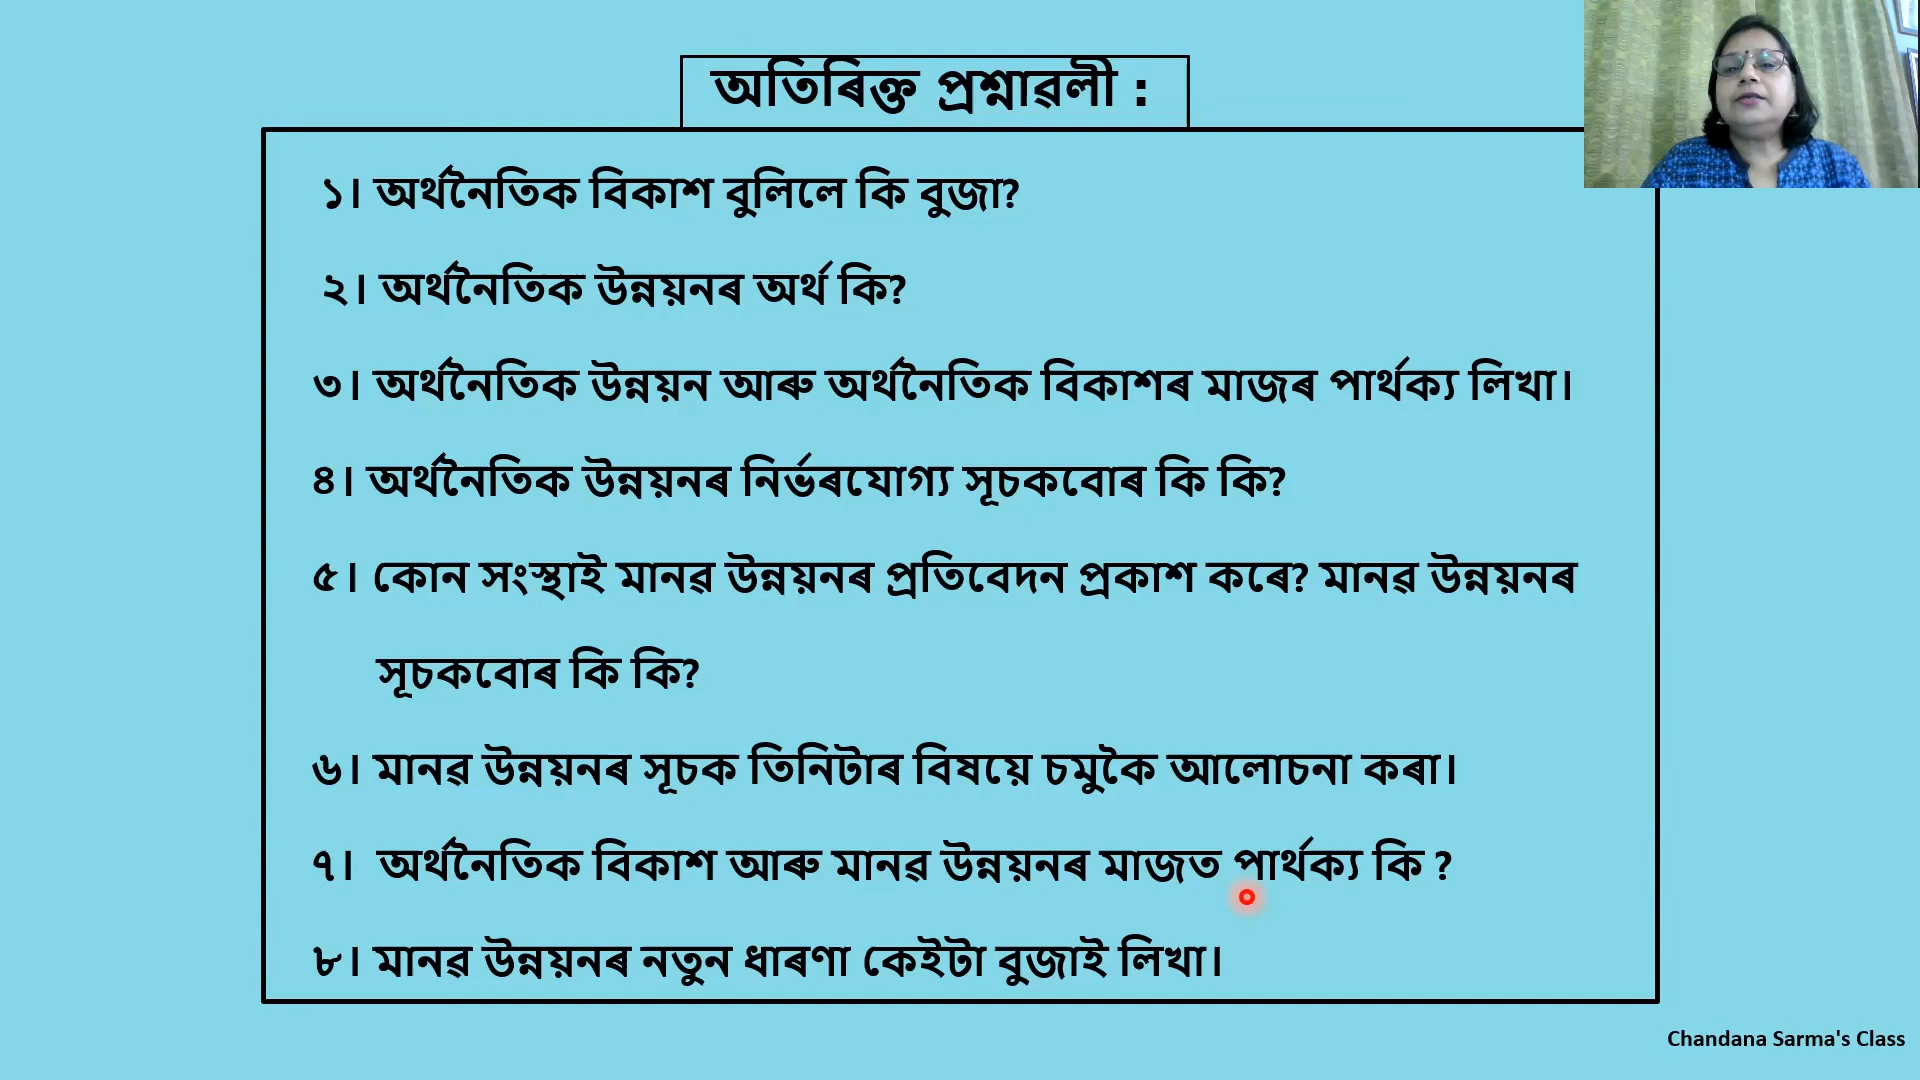 অতিৰিক্ত প্ৰশ্নাৱলী :
১। অৰ্থনৈতিক বিকাশ বুলিলে কি বুজা?
২। অৰ্থনৈতিক উন্নয়নৰ অৰ্থ কি?
৩। অৰ্থনৈতিক উন্নয়ন আৰু অৰ্থনৈতিক বিকাশৰ মাজৰ পাৰ্থক্য লিখা।
৪। অৰ্থনৈতিক উন্নয়নৰ নিৰ্ভৰযোগ্য সূচকবোৰ কি কি?
৫। কোন সংস্থাই মানৱ উন্নয়নৰ প্ৰতিবেদন প্ৰকাশ কৰে? মানৱ উন্নয়নৰ
সূচকবোৰ কি কি?
৬। মানৱ উন্নয়নৰ সূচক তিনিটাৰ বিষয়ে চমুকৈ আলোচনা কৰা।
৭। অৰ্থনৈতিক বিকাশ আৰু মানৱ উন্নয়নৰ মাজত পাৰ্থক্য কি ?
৮। মানৱ উন্নয়নৰ নতুন ধাৰণা কেইটা বুজাই লিখা।
Chandana Sarma's Class